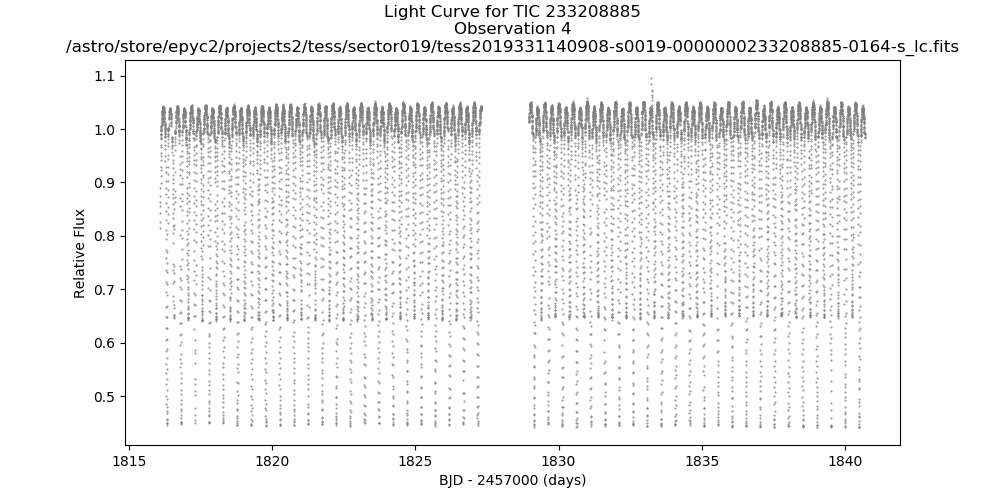 Light Curve for TIC 233208885
Observation 4
/astro/store/epyc2/projects2/tess/sector019/tess2019331140908-s0019-0000000233208885-0164-s_lc.fits
1.1
1.0
0.9
0.8
0.7
0.6
0.5
Relative Flux
1815 1820 1825 1830 1835 1840
BJD - 2457000 (days)